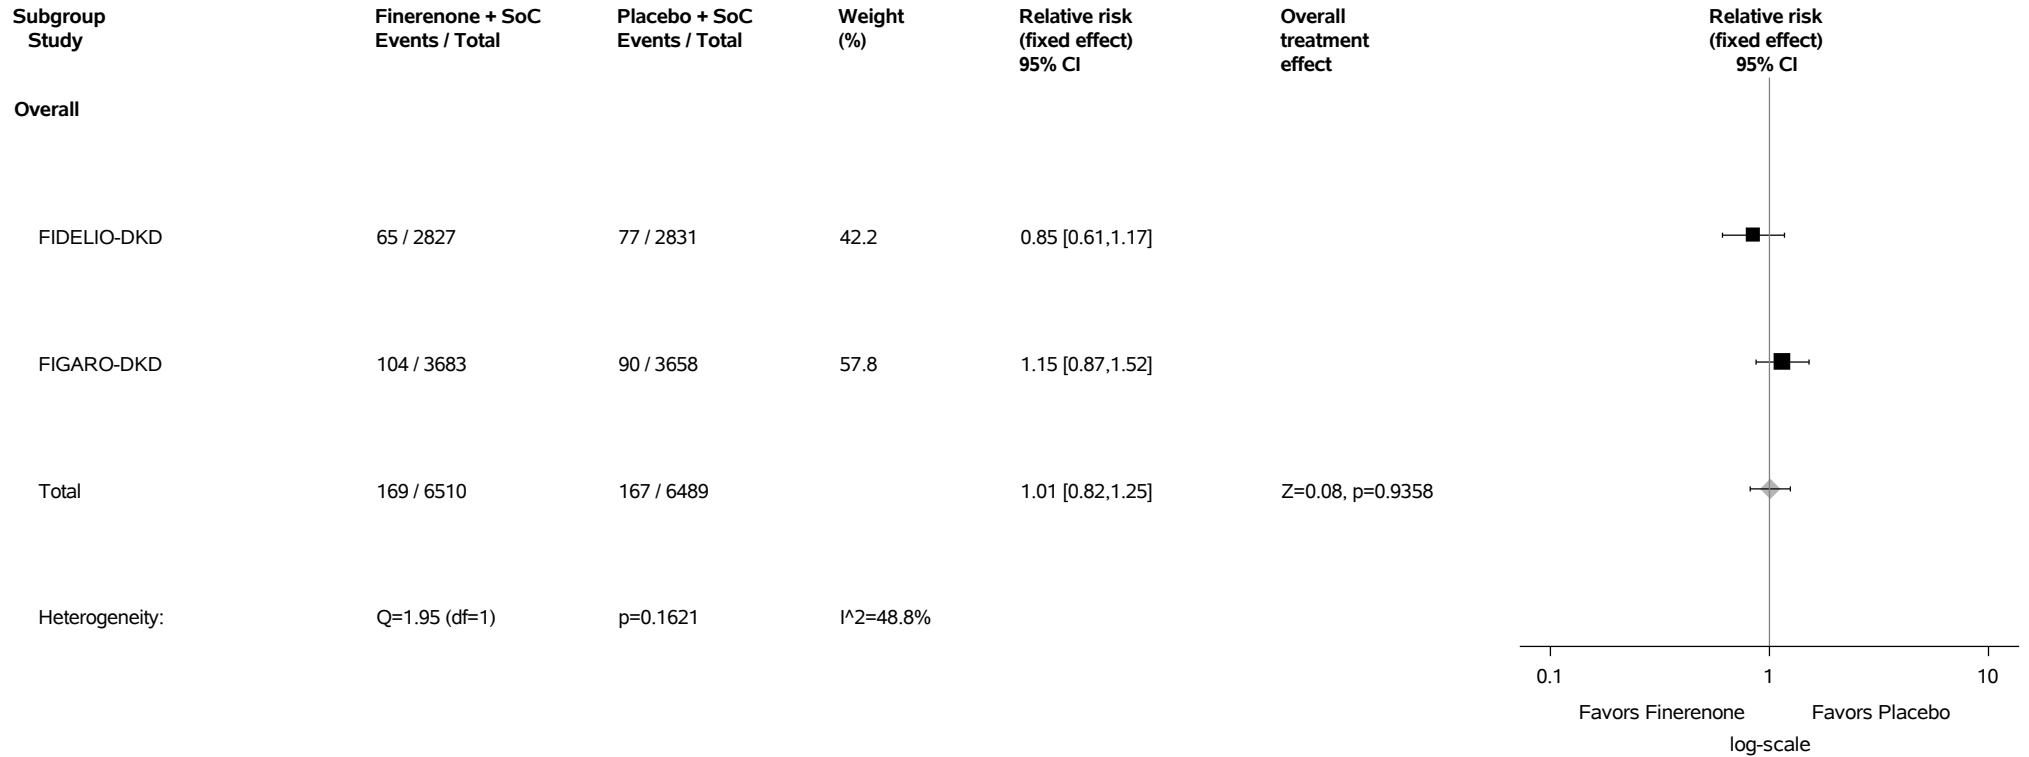 Subgroup Finerenone + SoC Placebo + SoC Weight Relative risk Overall Relative risk
Study Events / Total Events / Total (%) (fixed effect) treatment (fixed effect)
95% CI effect 95% CI
Overall
FIDELIO-DKD 65 / 2827 77 / 2831 42.2 0.85 [0.61,1.17]
FIGARO-DKD 104 / 3683 90 / 3658 57.8 1.15 [0.87,1.52]
Total 169 / 6510 167 / 6489 1.01 [0.82,1.25] Z=0.08, p=0.9358
Heterogeneity: Q=1.95 (df=1) p=0.1621 I^2=48.8%
0.1 1 10
Favors Finerenone Favors Placebo
log-scale